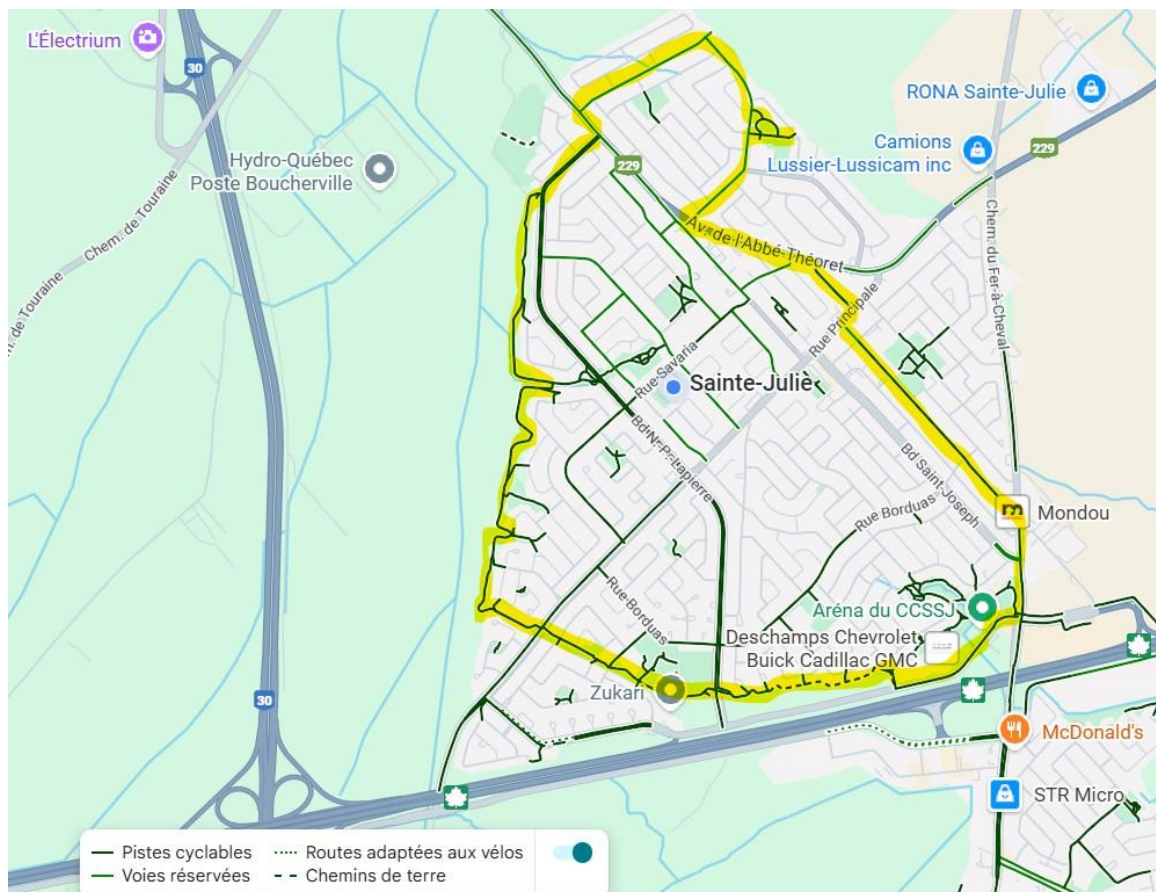 L'Électrium
30
RONA Sainte-Julie
229
Camions
Lussier-Lussicam inc
Hydro-Québec
Poste Boucherville
229
Chem. de Touraine
Chem. du Fer-à-Cheval
Av. de l'Abbé-Théoret
Rue Principale
Rue Savaria
Sainte-Julie
Bd N.-P.-Lapierre
Bd Saint-Joseph
Mondou
Rue Borduas
Rue Borduas
Aréna du CCSSJ
Deschamps Chevrolet
Buick Cadillac GMC
Zukari
30
McDonald's
STR Micro
Pistes cyclables
Routes adaptées aux vélos
Voies réservées
Chemins de terre